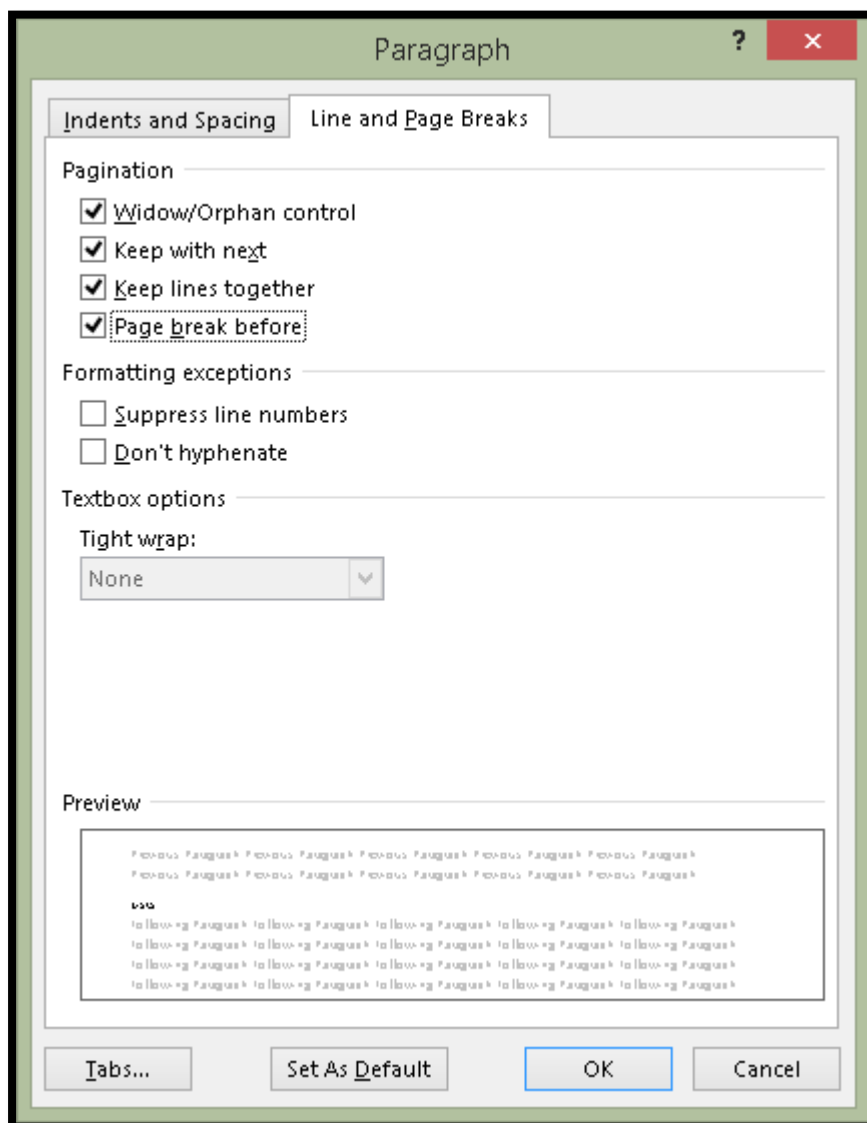 Paragraph ? ×
Indents and Spacing Line and Page Breaks
Pagination
Widow/Orphan control
Keep with next
Keep lines together
Page break before
Formatting exceptions
Suppress line numbers
Don't hyphenate
Textbox options
Tight wrap:
None
Preview
Tabs... Set As Default OK Cancel